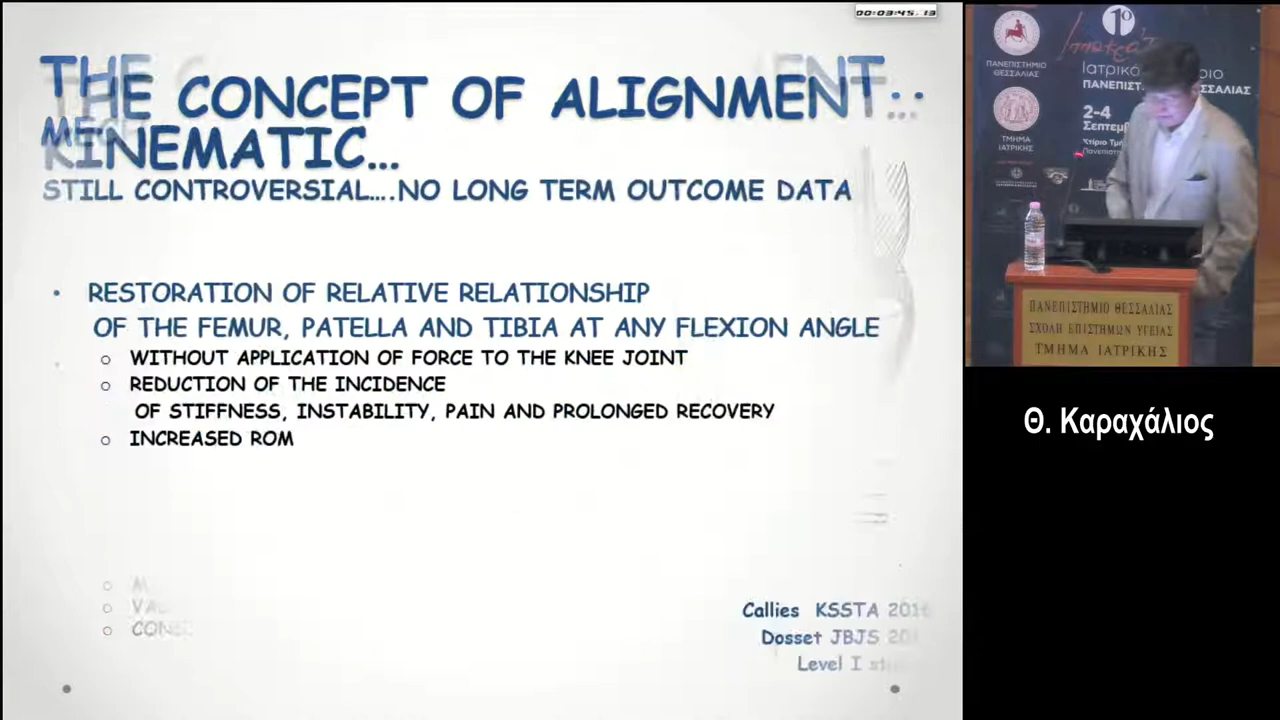 00:03:45.13
THE CONCEPT OF ALIGNMENT...
KINEMATIC...
STILL CONTROVERSIAL....NO LONG TERM OUTCOME DATA
• RESTORATION OF RELATIVE RELATIONSHIP
OF THE FEMUR, PATELLA AND TIBIA AT ANY FLEXION ANGLE
o WITHOUT APPLICATION OF FORCE TO THE KNEE JOINT
o REDUCTION OF THE INCIDENCE
OF STIFFNESS, INSTABILITY, PAIN AND PROLONGED RECOVERY
o INCREASED ROM
Callies KSSTA
Dosset JBJS
Level I
1ο
ΠΑΝΕΠΙΣΤΗΜΙΟ
ΘΕΣΣΑΛΙΑΣ
ΤΜΗΜΑ
ΙΑΤΡΙΚΗΣ
2-4
ΠΑΝΕΠΙΣΤΗΜΙΟ ΘΕΣΣΑΛΙΑΣ
ΣΧΟΛΗ ΕΠΙΣΤΗΜΩΝ ΥΓΕΙΑΣ
ΤΜΗΜΑ ΙΑΤΡΙΚΗΣ
Θ. Καραχάλιος